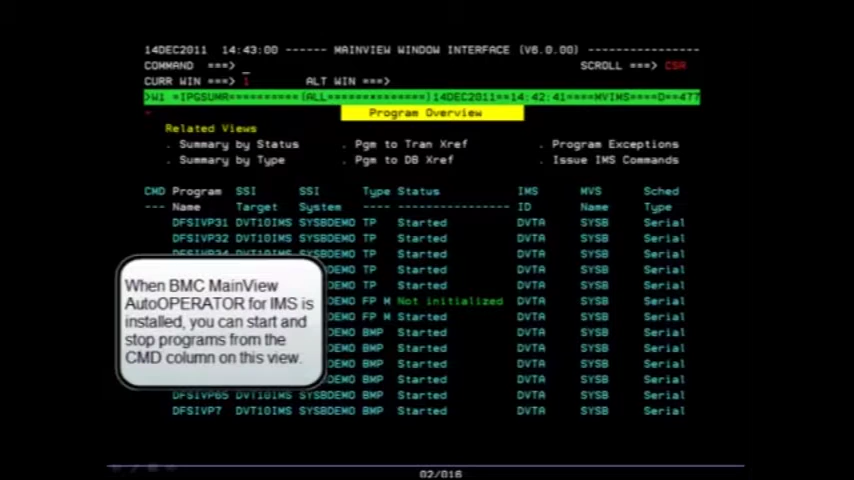 14DEC2011 14:43:00 ------ MAINVIEW WINDOW INTERFACE (V6.0.00) ----------------
COMMAND ===> _ SCROLL ===> CSR
CURR WIN ===> 1 ALT WIN ===>
>W1 =IPGSUMR==========(ALL==============)14DEC2011==14:42:41====MVIMS====D==477
Program Overview
Related Views
. Summary by Status . Pgm to Tran Xref . Program Exceptions
. Summary by Type . Pgm to DB Xref . Issue IMS Commands
CMD Program SSI SSI Type Status IMS MVS Sched
--- Name Target System ---- ---------------- ID Name Type
DFSIVP31 DVT10IMS SYSBDEMO TP Started DVTA SYSB Serial
DFSIVP32 DVT10IMS SYSBDEMO TP Started DVTA SYSB Serial
DFSIVP34 DVT10IMS SYSBDEMO TP Started DVTA SYSB Serial
DEMO TP Started DVTA SYSB Serial
DEMO FP M Not initialized DVTA SYSB Serial
DEMO FP M Started DVTA SYSB Serial
DEMO BMP Started DVTA SYSB Serial
DEMO BMP Started DVTA SYSB Serial
DEMO BMP Started DVTA SYSB Serial
DEMO BMP Started DVTA SYSB Serial
DFSIVP65 DVT10IMS SYSBDEMO BMP Started DVTA SYSB Serial
DFSIVP7 DVT10IMS SYSBDEMO BMP Started DVTA SYSB Serial
When BMC MainView
AutoOPERATOR for IMS is
installed, you can start and
stop programs from the
CMD column on this view.
02/016